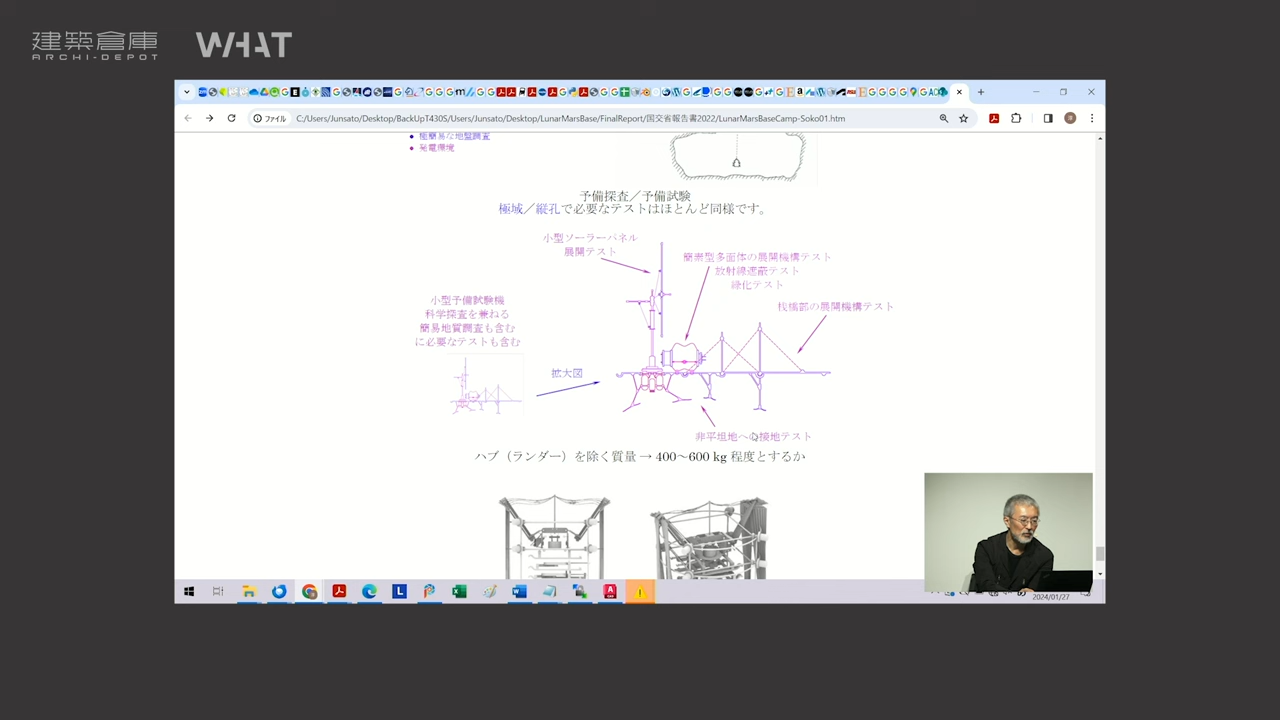 建築倉庫
ARCHI-DEPOT
WHAT
ファイル
C:/Users/Junsato/Desktop/BackUpT430S/Users/Junsato/Desktop/LunarMarsBase/FinalReport/国交省報告書2022/LunarMarsBaseCamp-Soko01.htm
極簡易な地盤調査
発電環境
予備探査／予備試験
極域／縦孔で必要なテストはほとんど同様です。
小型ソーラーパネル
展開テスト
簡素型多面体の展開機構テスト
放射線遮蔽テスト
緑化テスト
小型予備試験機
科学探査を兼ねる
簡易地質調査も含む
に必要なテストも含む
桟橋部の展開機構テスト
拡大図
非平坦地への接地テスト
ハブ（ランダー）を除く質量 → 400〜600 kg 程度とするか
2024/01/27